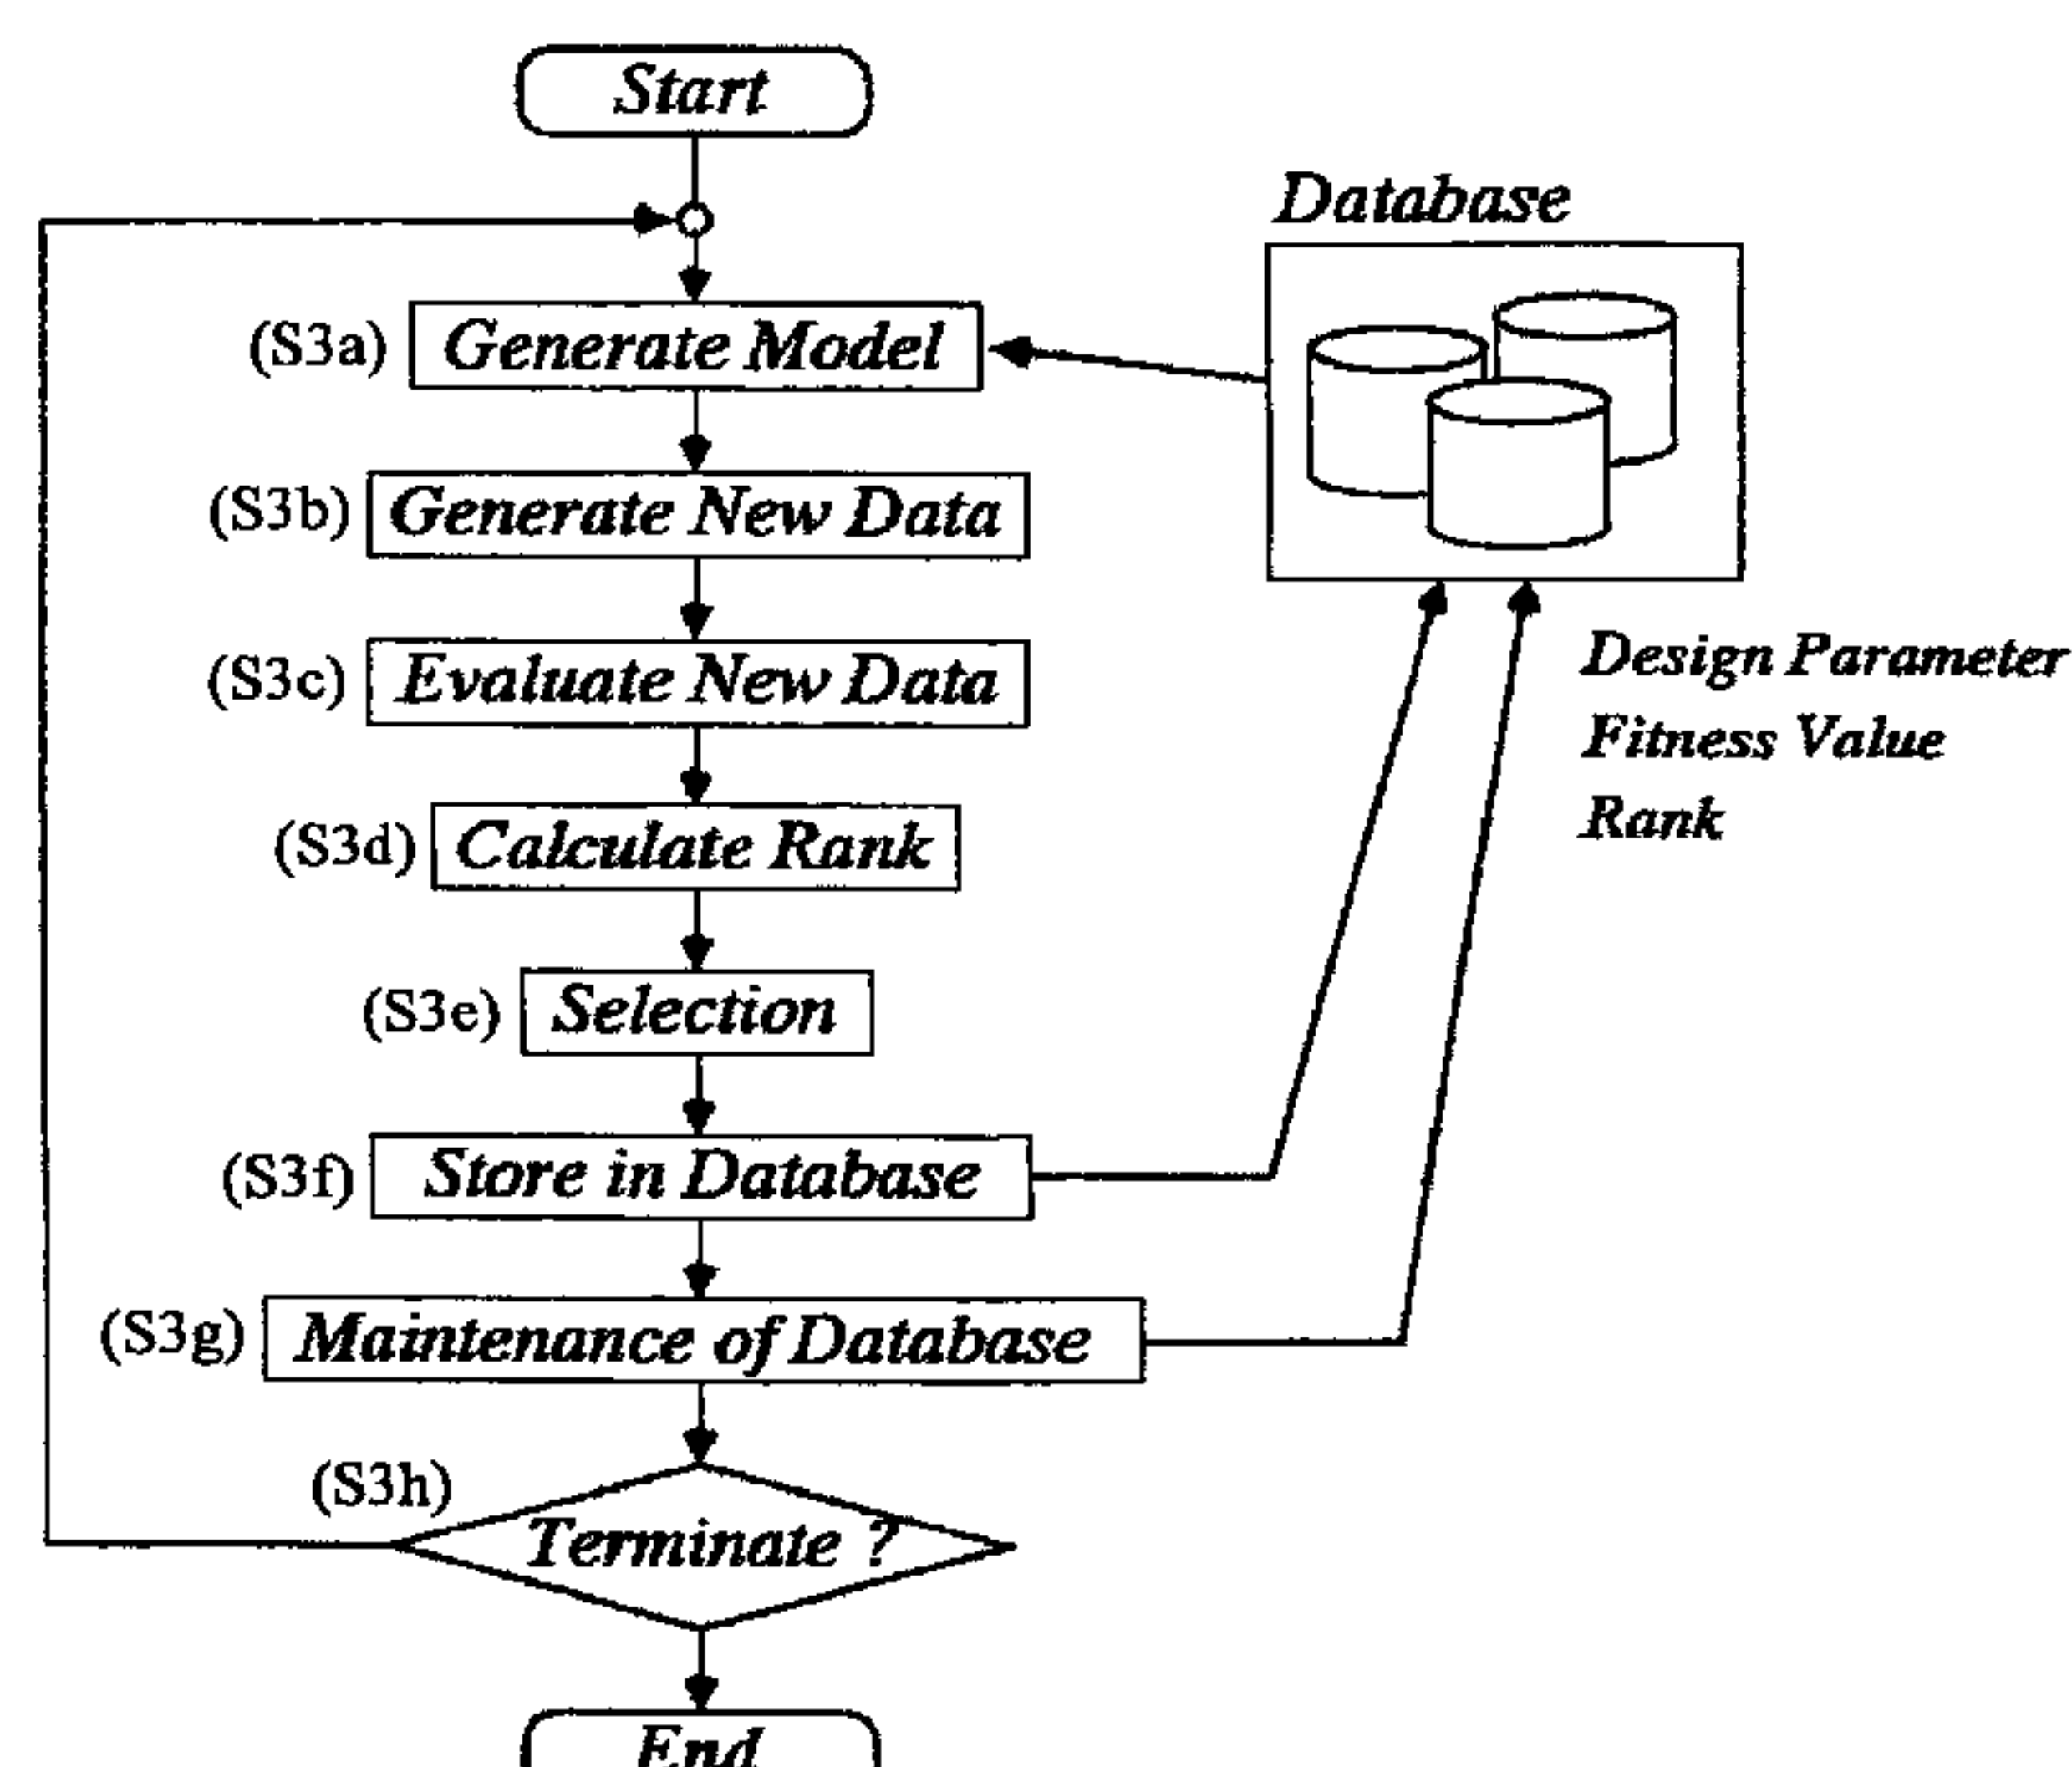 Start
Database
(S3a) Generate Model
(S3b) Generate New Data
(S3c) Evaluate New Data
Design Parameter
Fitness Value
Rank
(S3d) Calculate Rank
(S3e) Selection
(S3f) Store in Database
(S3g) Maintenance of Database
(S3h)
Terminate ?
End